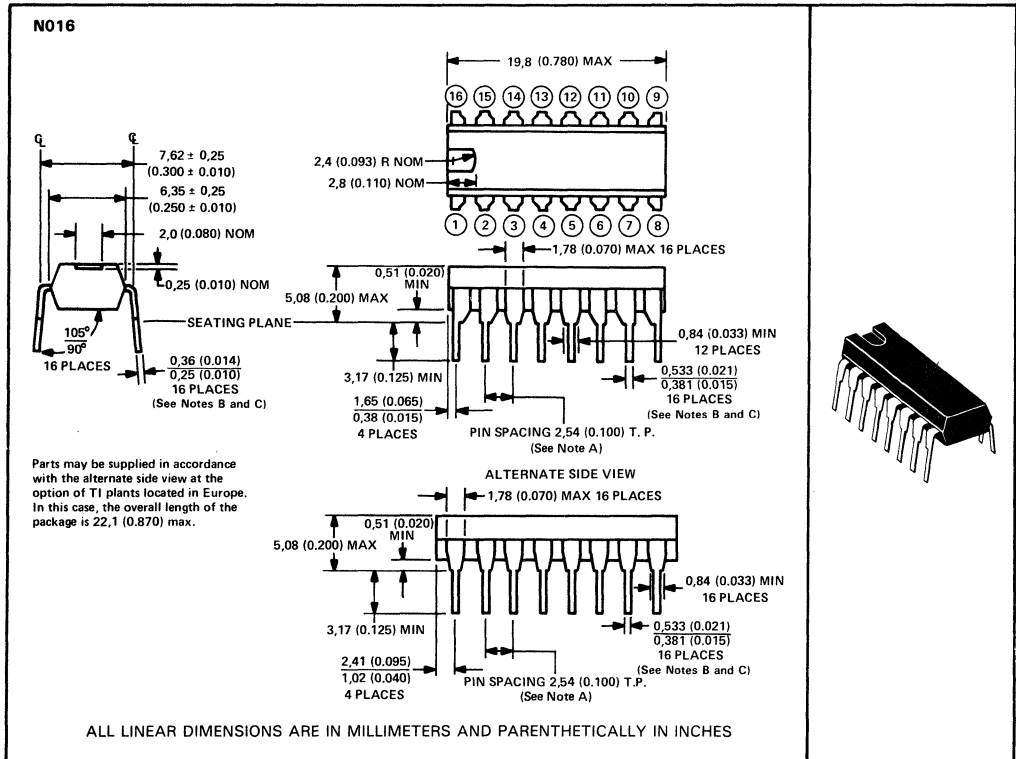 N016
19,8 (0.780) MAX
16 15 14 13 12 11 10 9
℄ ℄
7,62 ± 0,25
(0.300 ± 0.010)
6,35 ± 0,25
(0.250 ± 0.010)
2,0 (0.080) NOM
0,25 (0.010) NOM
2,4 (0.093) R NOM
2,8 (0.110) NOM
1 2 3 4 5 6 7 8
1,78 (0.070) MAX 16 PLACES
0,51 (0.020)
MIN
5,08 (0.200) MAX
SEATING PLANE
105°
90°
16 PLACES
0,36 (0.014)
0,25 (0.010)
16 PLACES
(See Notes B and C)
3,17 (0.125) MIN
0,84 (0.033) MIN
12 PLACES
0,533 (0.021)
0,381 (0.015)
16 PLACES
(See Notes B and C)
1,65 (0.065)
0,38 (0.015)
4 PLACES
PIN SPACING 2,54 (0.100) T.P.
(See Note A)
Parts may be supplied in accordance
with the alternate side view at the
option of TI plants located in Europe.
In this case, the overall length of the
package is 22,1 (0.870) max.
ALTERNATE SIDE VIEW
1,78 (0.070) MAX 16 PLACES
0,51 (0.020)
MIN
5,08 (0.200) MAX
0,84 (0.033) MIN
16 PLACES
3,17 (0.125) MIN
0,533 (0.021)
0,381 (0.015)
16 PLACES
(See Notes B and C)
2,41 (0.095)
1,02 (0.040)
4 PLACES
PIN SPACING 2,54 (0.100) T.P.
(See Note A)
ALL LINEAR DIMENSIONS ARE IN MILLIMETERS AND PARENTHETICALLY IN INCHES